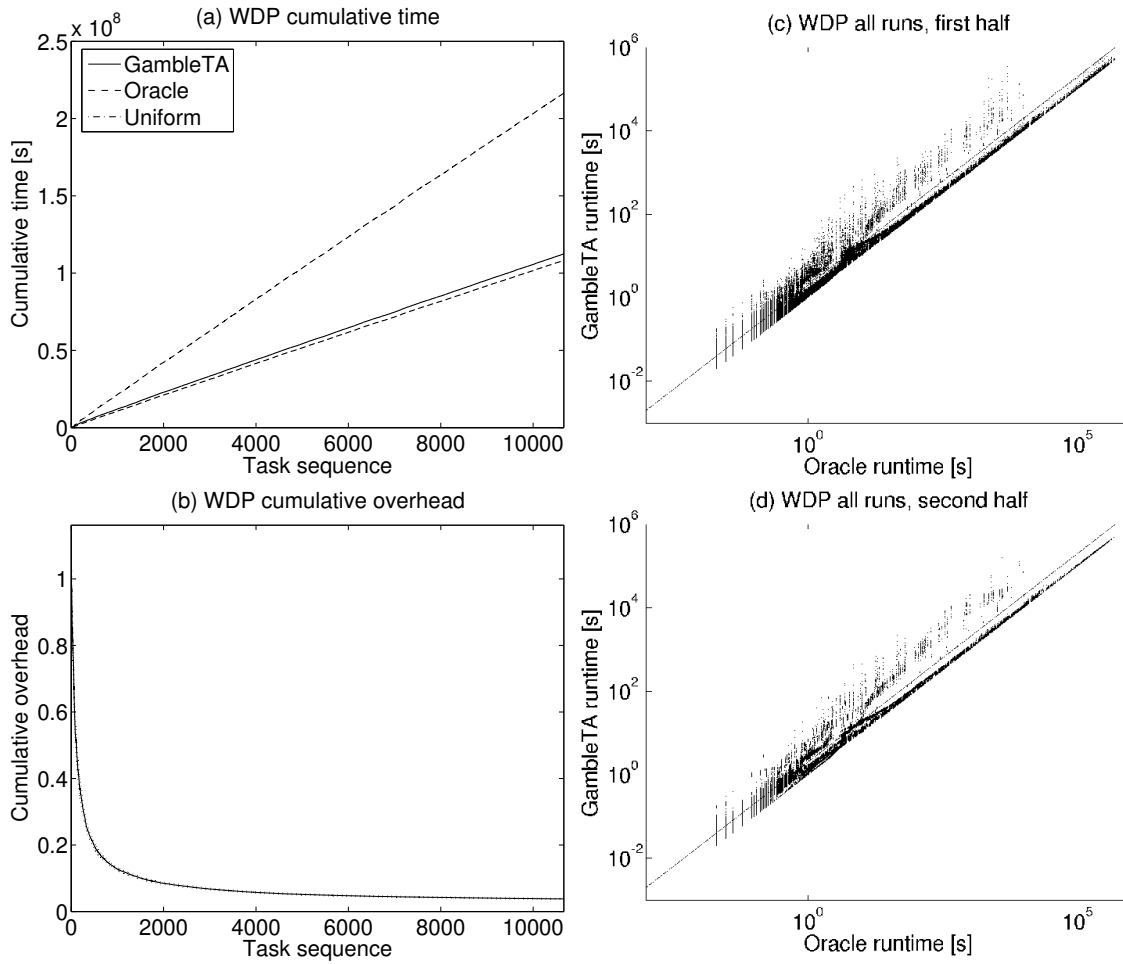 (a) WDP cumulative time
x 10^8
2.5
2
1.5
1
0.5
0
Cumulative time [s]
GambleTA
Oracle
Uniform
0 2000 4000 6000 8000 10000
Task sequence
(c) WDP all runs, first half
10^6
10^4
10^2
10^0
10^-2
GambleTA runtime [s]
10^0 10^5
Oracle runtime [s]
(b) WDP cumulative overhead
1
0.8
0.6
0.4
0.2
0
Cumulative overhead
0 2000 4000 6000 8000 10000
Task sequence
(d) WDP all runs, second half
10^6
10^4
10^2
10^0
10^-2
GambleTA runtime [s]
10^0 10^5
Oracle runtime [s]